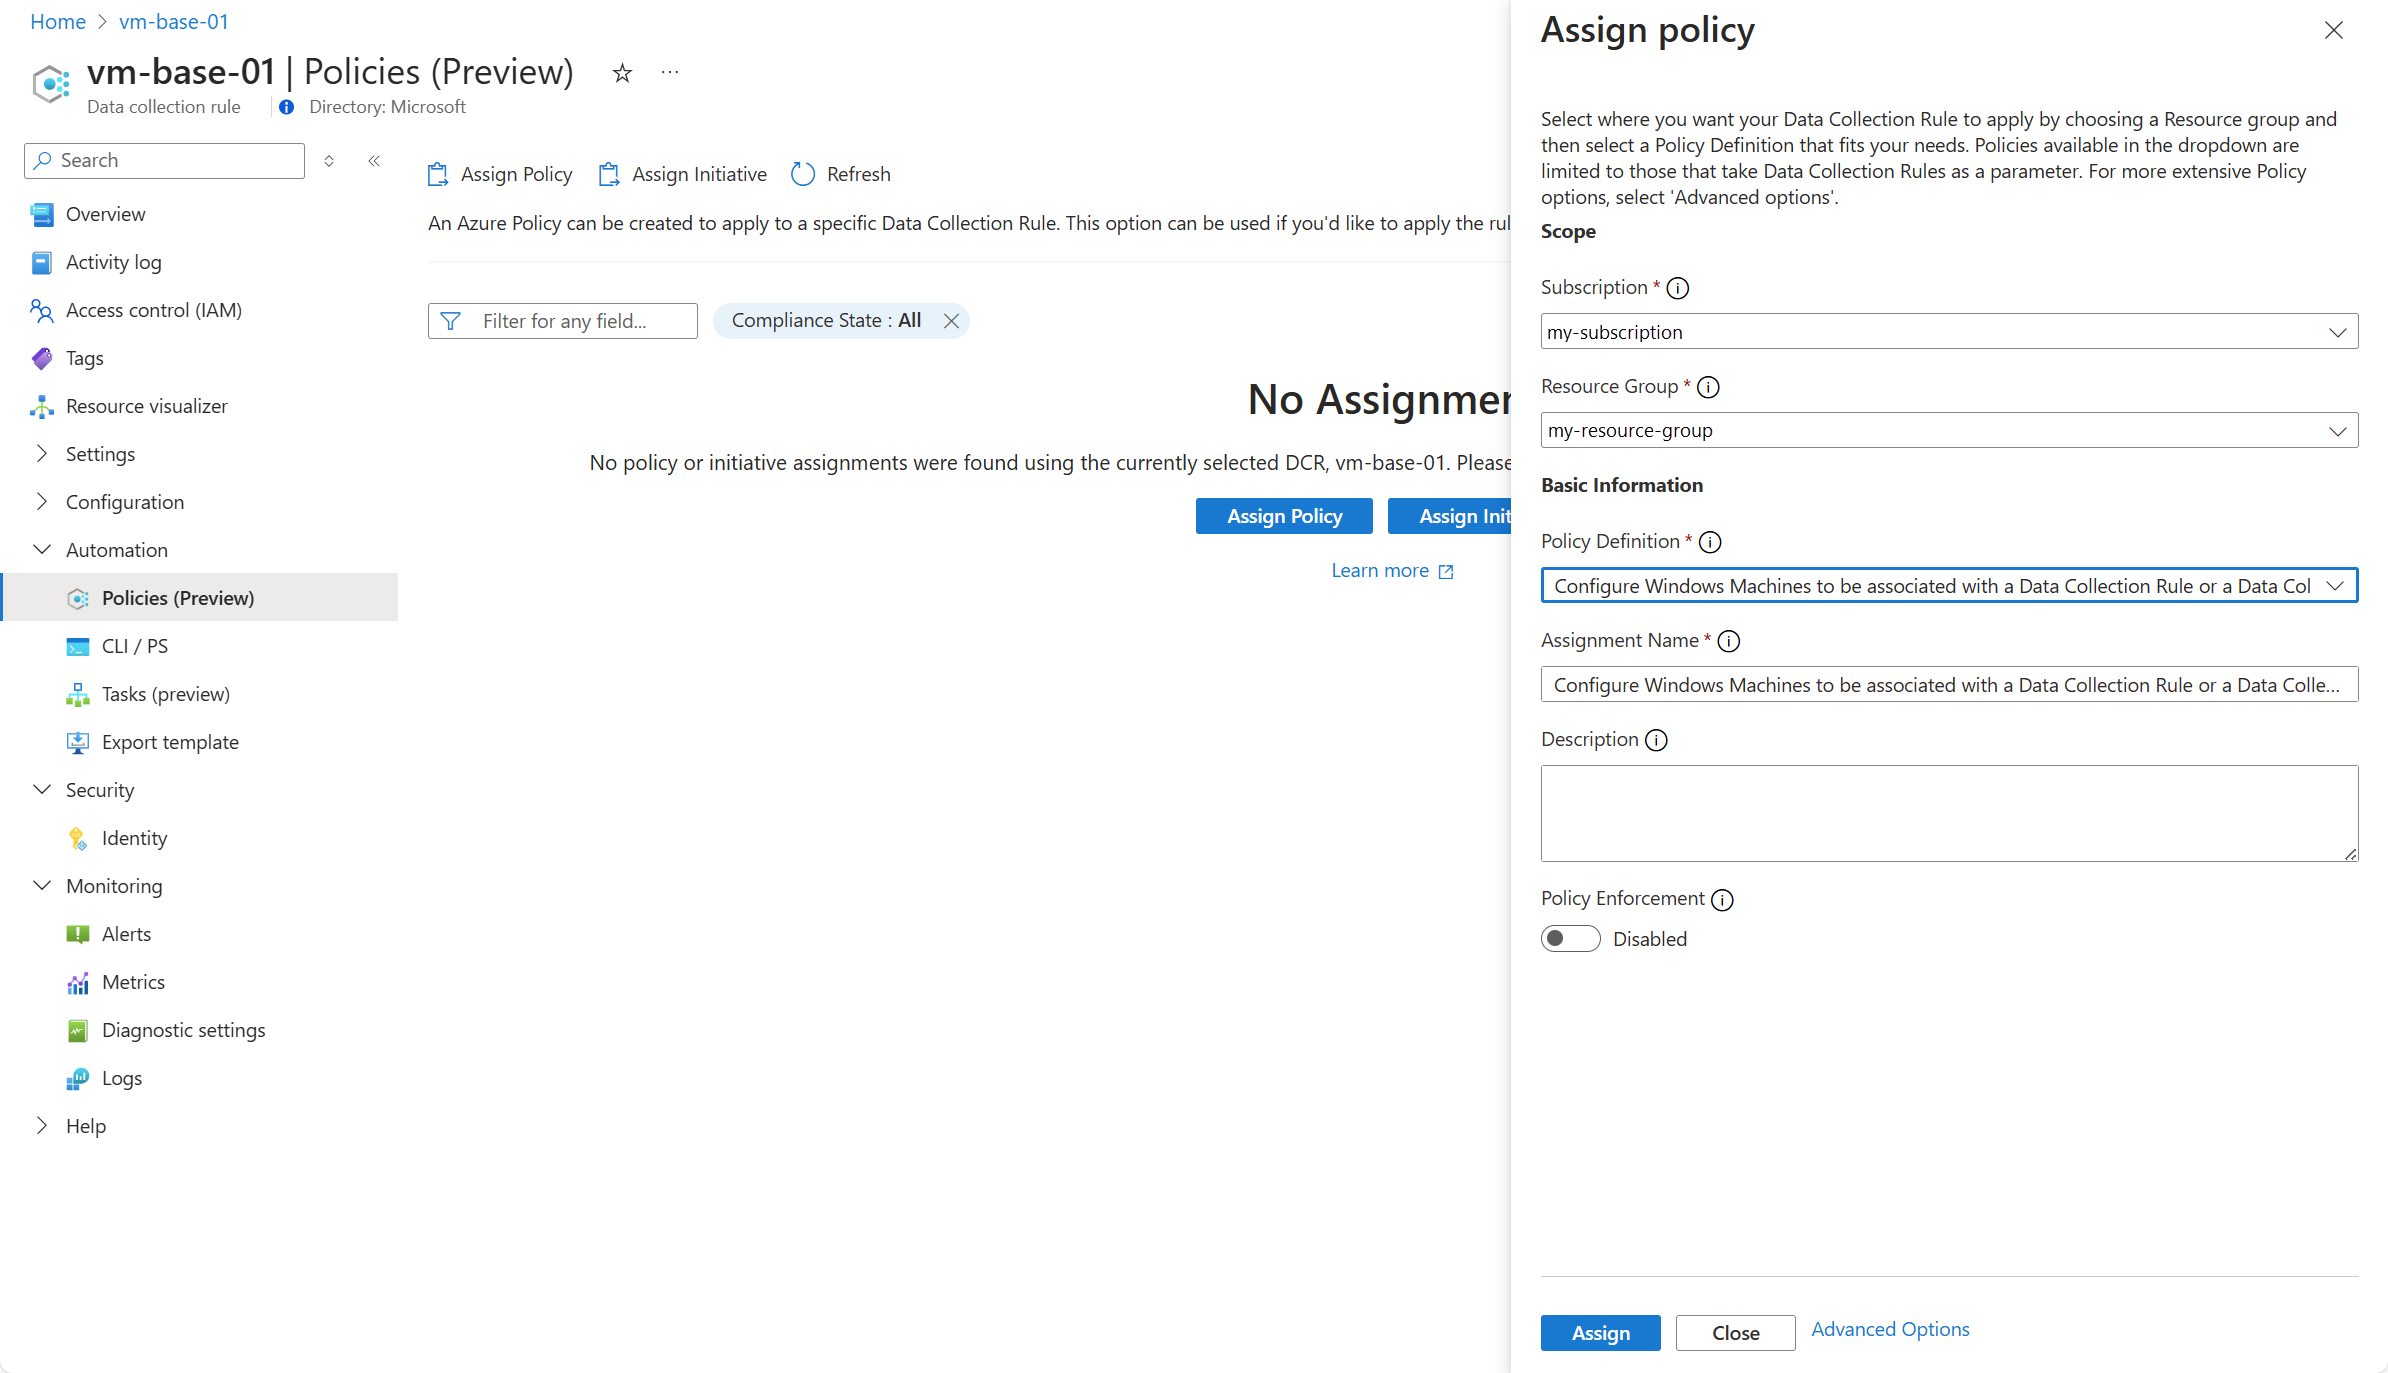 Home > vm-base-01
vm-base-01 | Policies (Preview)
Data collection rule
Directory: Microsoft
Search
Overview
Activity log
Access control (IAM)
Tags
Resource visualizer
Settings
Configuration
Automation
Policies (Preview)
CLI / PS
Tasks (preview)
Export template
Security
Identity
Monitoring
Alerts
Metrics
Diagnostic settings
Logs
Help
Assign Policy
Assign Initiative
Refresh
An Azure Policy can be created to apply to a specific Data Collection Rule. This option can be used if you'd like to apply the rul
Filter for any field...
Compliance State : All
No Assignmen
No policy or initiative assignments were found using the currently selected DCR, vm-base-01. Please
Assign Policy
Assign Init
Learn more
Assign policy
Select where you want your Data Collection Rule to apply by choosing a Resource group and
then select a Policy Definition that fits your needs. Policies available in the dropdown are
limited to those that take Data Collection Rules as a parameter. For more extensive Policy
options, select 'Advanced options'.
Scope
Subscription *
my-subscription
Resource Group *
my-resource-group
Basic Information
Policy Definition *
Configure Windows Machines to be associated with a Data Collection Rule or a Data Col
Assignment Name *
Configure Windows Machines to be associated with a Data Collection Rule or a Data Colle...
Description
Policy Enforcement
Disabled
Assign
Close
Advanced Options